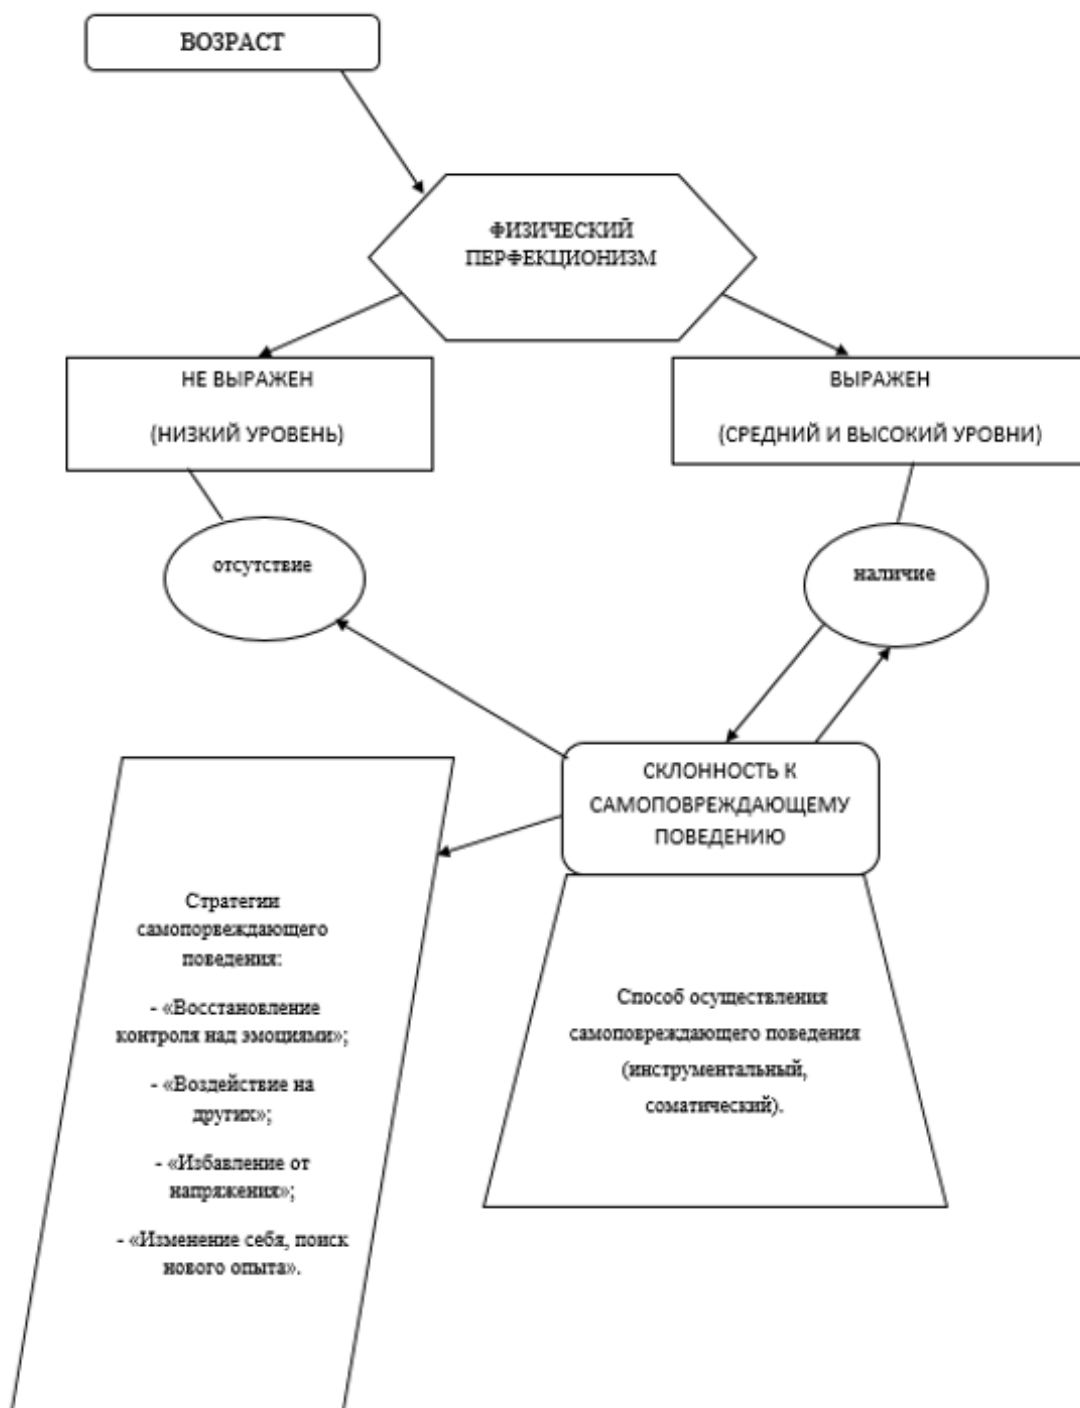 ВОЗРАСТ
ФИЗИЧЕСКИЙ
ПЕРФЕКЦИОНИЗМ
НЕ ВЫРАЖЕН
(НИЗКИЙ УРОВЕНЬ)
ВЫРАЖЕН
(СРЕДНИЙ И ВЫСОКИЙ УРОВНИ)
отсутствие
наличие
СКЛОННОСТЬ К
САМОПОВРЕЖДАЮЩЕМУ
ПОВЕДЕНИЮ
Стратегии
самопорвеждающего
поведения:
- «Восстановление
контроля над эмоциями»;
- «Воздействие на
других»;
- «Избавление от
напряжения»;
- «Изменение себя, поиск
нового опыта».
Способ осуществления
самоповреждающего поведения
(инструментальный,
соматический).